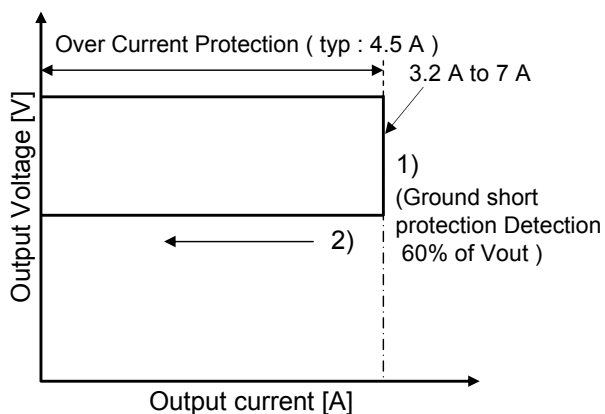 Over Current Protection ( typ : 4.5 A )
3.2 A to 7 A
1)
(Ground short
protection Detection
60% of Vout )
2)
Output Voltage [V]
Output current [A]